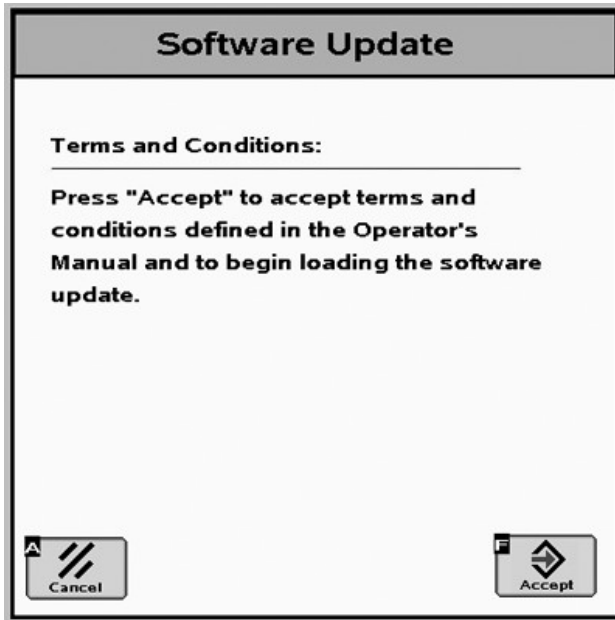 Software Update
Terms and Conditions:
Press "Accept" to accept terms and
conditions defined in the Operator's
Manual and to begin loading the software
update.
A
Cancel
F
Accept